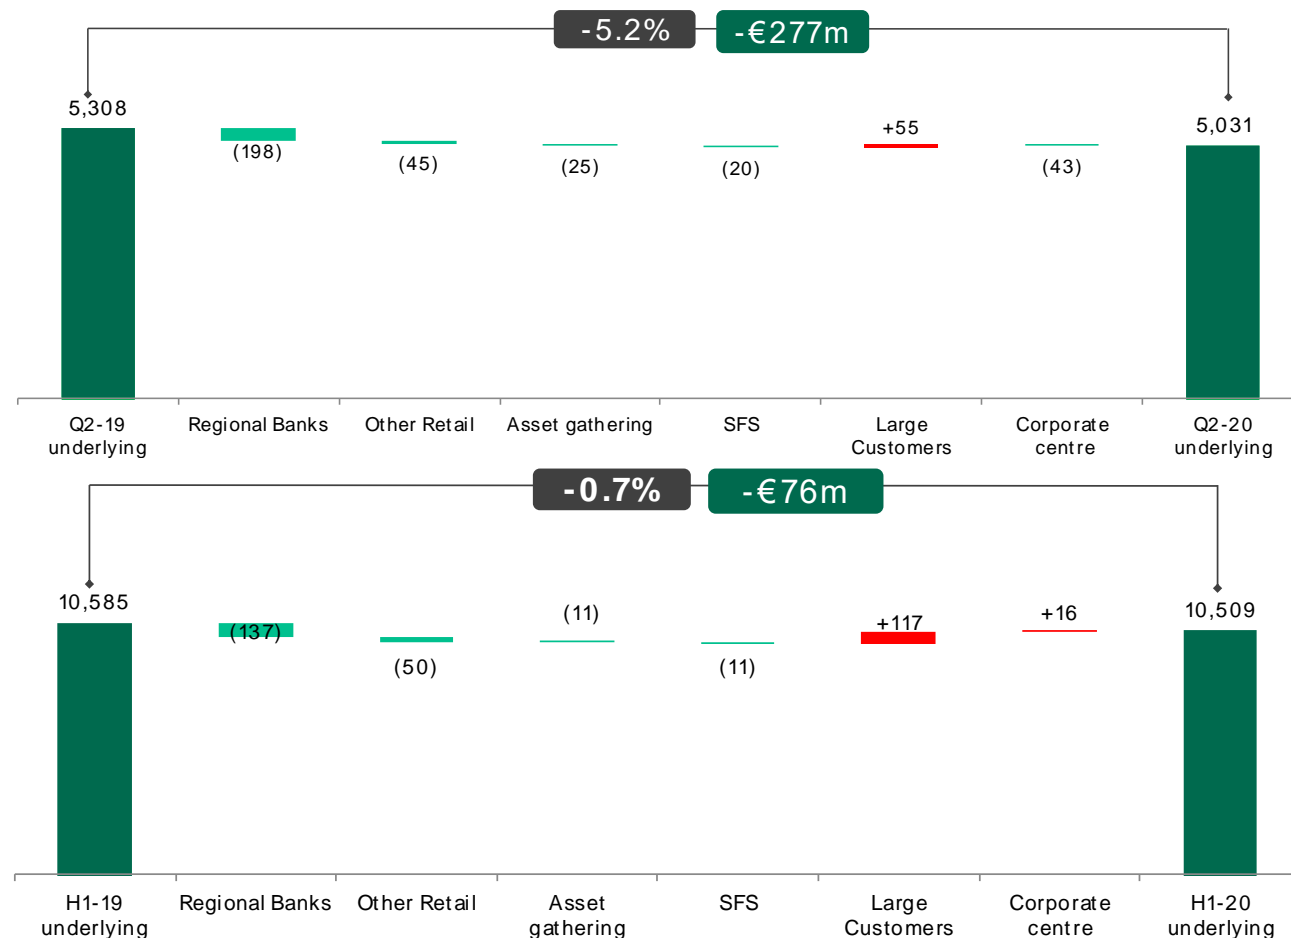 -5.2% -€277m
5,308
(198)
(45)
(25)
(20)
+55
(43)
5,031
Q2-19
underlying
Regional Banks
Other Retail
Asset gathering
SFS
Large
Customers
Corporate
centre
Q2-20
underlying
-0.7% -€76m
10,585
(137)
(50)
(11)
(11)
+117
+16
10,509
H1-19
underlying
Regional Banks
Other Retail
Asset
gathering
SFS
Large
Customers
Corporate
centre
H1-20
underlying